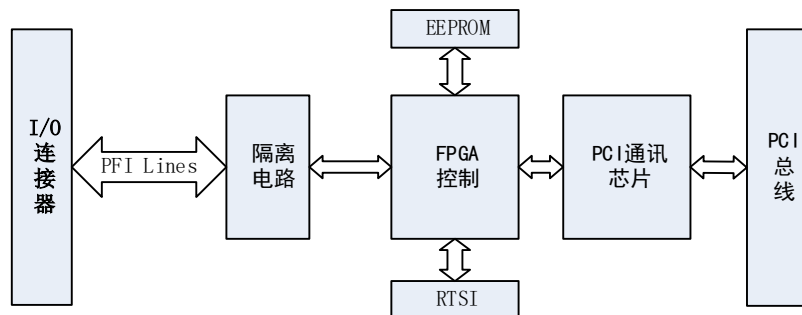 EEPROM
I/O
连接器
PFI Lines
隔离
电路
FPGA
控制
PCI通讯
芯片
PCI
总
线
RTSI